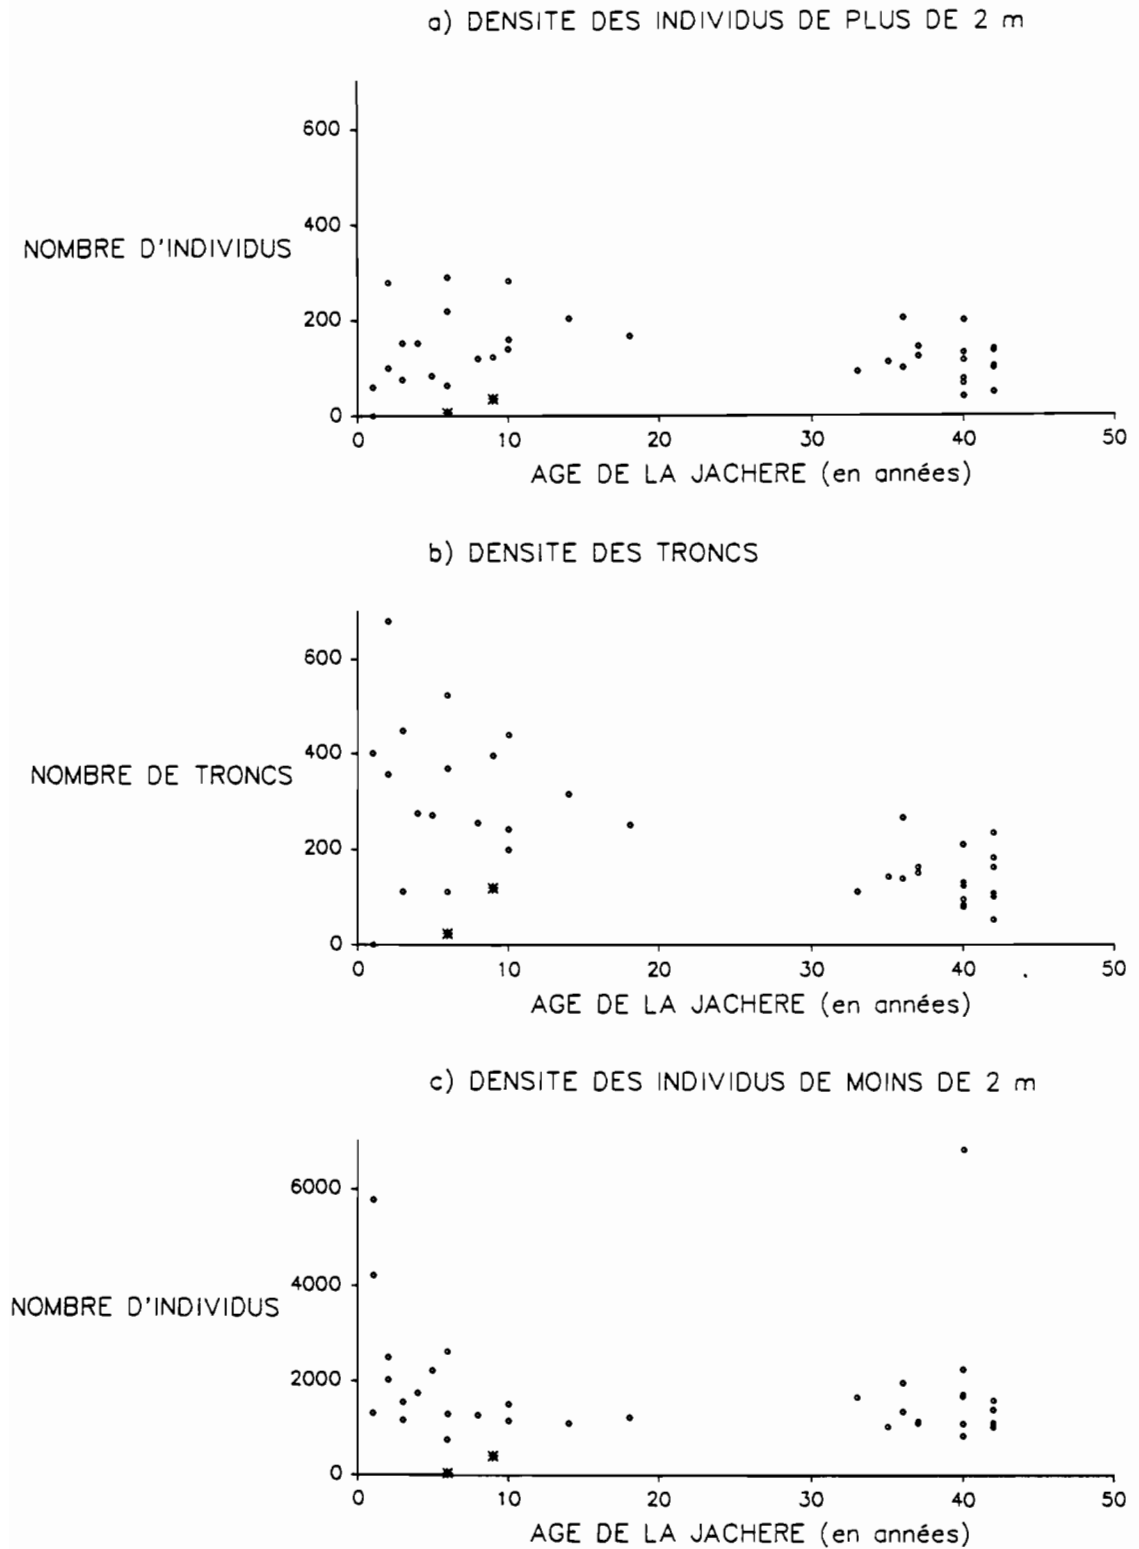 a) DENSITE DES INDIVIDUS DE PLUS DE 2 m
600
400
NOMBRE D'INDIVIDUS
200
0
0 10 20 30 40 50
AGE DE LA JACHERE (en années)
b) DENSITE DES TRONCS
600
400
NOMBRE DE TRONCS
200
0
0 10 20 30 40 50
AGE DE LA JACHERE (en années)
c) DENSITE DES INDIVIDUS DE MOINS DE 2 m
6000
4000
NOMBRE D'INDIVIDUS
2000
0
0 10 20 30 40 50
AGE DE LA JACHERE (en années)